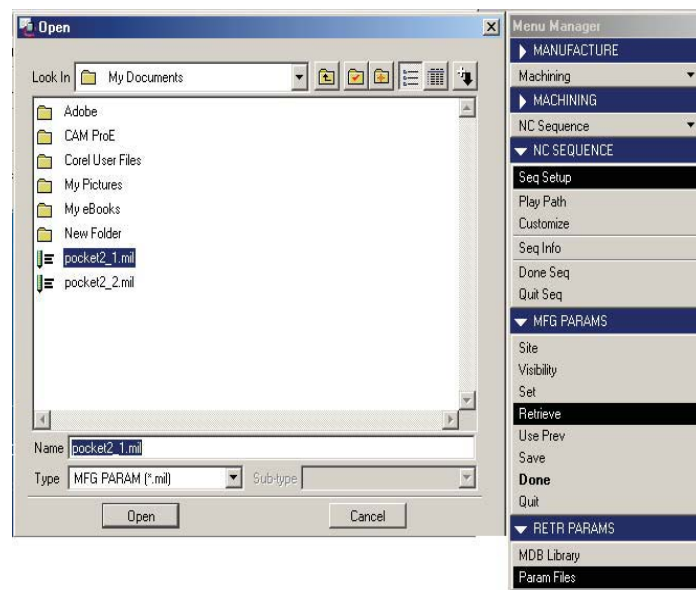 Open
Look In My Documents
Adobe
CAM ProE
Corel User Files
My Pictures
My eBooks
New Folder
pocket2_1.mil
pocket2_2.mil
Name pocket2_1.mil
Type MFG PARAM (*.mil) Sub-type
Open Cancel
Menu Manager
MANUFACTURE
Machining
MACHINING
NC Sequence
NC SEQUENCE
Seq Setup
Play Path
Customize
Seq Info
Done Seq
Quit Seq
MFG PARAMS
Site
Visibility
Set
Retrieve
Use Prev
Save
Done
Quit
RETR PARAMS
MDB Library
Param Files